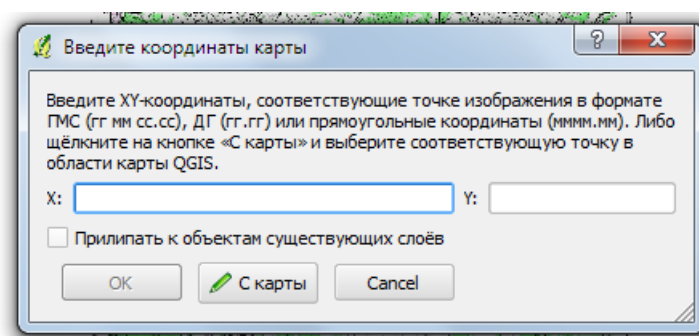 Введите координаты карты
Введите XY-координаты, соответствующие точке изображения в формате
ГМС (гг мм сс.сс), ДГ (гг.гг) или прямоугольные координаты (мммм.мм). Либо
щёлкните на кнопке «С карты» и выберите соответствующую точку в
области карты QGIS.
X: Y:
Прилипать к объектам существующих слоёв
OK С карты Cancel